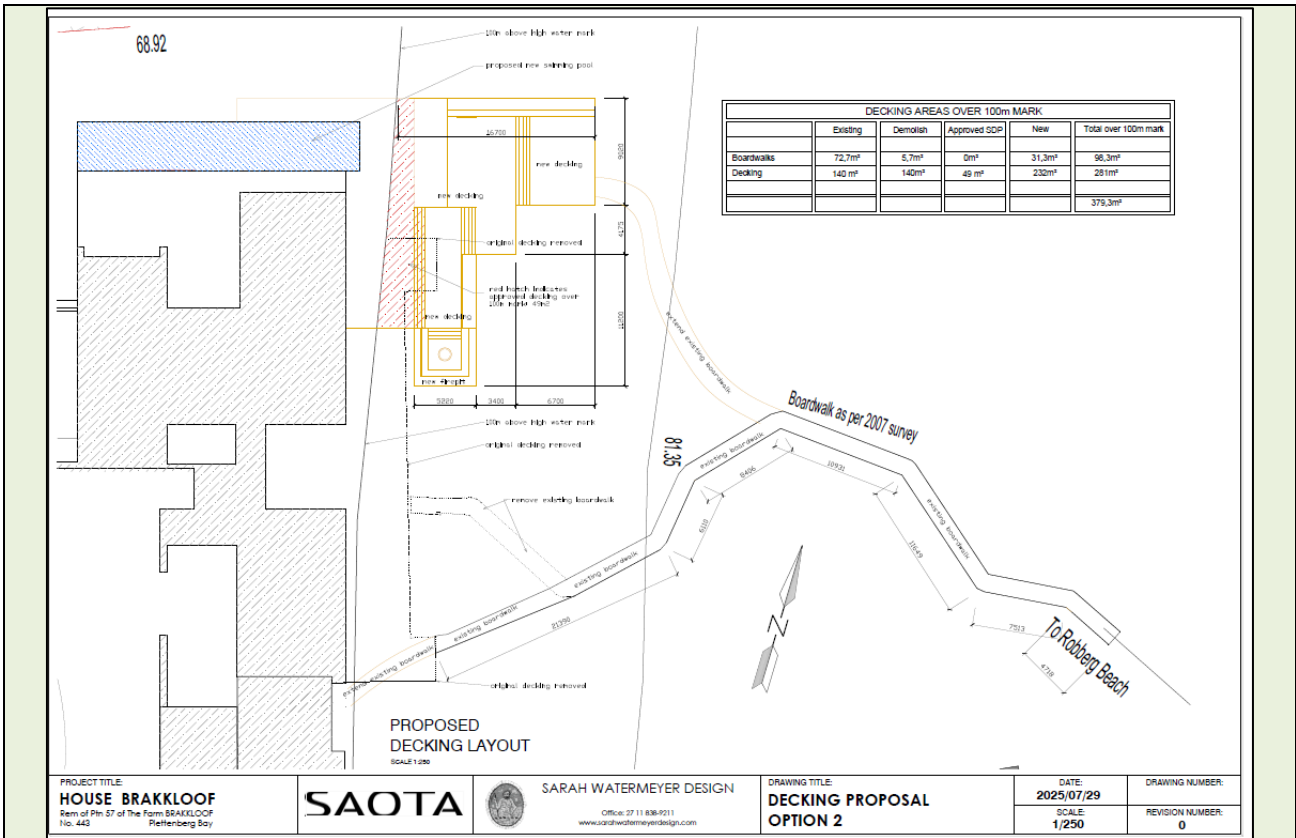 68.92
100m above high water mark
proposed new swimming pool
DECKING AREAS OVER 100m MARK
Existing Demolish Approved SDP New Total over 100m mark
Boardwalks 72,7m² 5,7m² 0m² 31,3m² 98,3m²
Decking 140 m² 140m² 49 m² 232m² 281m²
379,3m²
16700
9020
new decking
new decking
4175
original decking removed
red hatch indicates
approved decking over
100m mark: 49m2
new decking
11200
new firepit
5220 3400 6700
extend existing boardwalk
100m above high water mark
original decking removed
81.35
Boardwalk as per 2007 survey
existing boardwalk
8406
10931
remove existing boardwalk
6110
existing boardwalk
11649
existing boardwalk
existing boardwalk
21390
N
7513
To Robberg Beach
4718
extend existing boardwalk
original decking removed
PROPOSED
DECKING LAYOUT
SCALE 1:250
PROJECT TITLE:
HOUSE BRAKKLOOF
Rem of Ptn 57 of The Farm BRAKKLOOF
No. 443 Plettenberg Bay
SAOTA
SARAH WATERMEYER DESIGN
Office: 27 11 838-9211
www.sarahwatermeyerdesign.com
DRAWING TITLE:
DECKING PROPOSAL
OPTION 2
DATE:
2025/07/29
SCALE:
1/250
DRAWING NUMBER:
REVISION NUMBER:
0